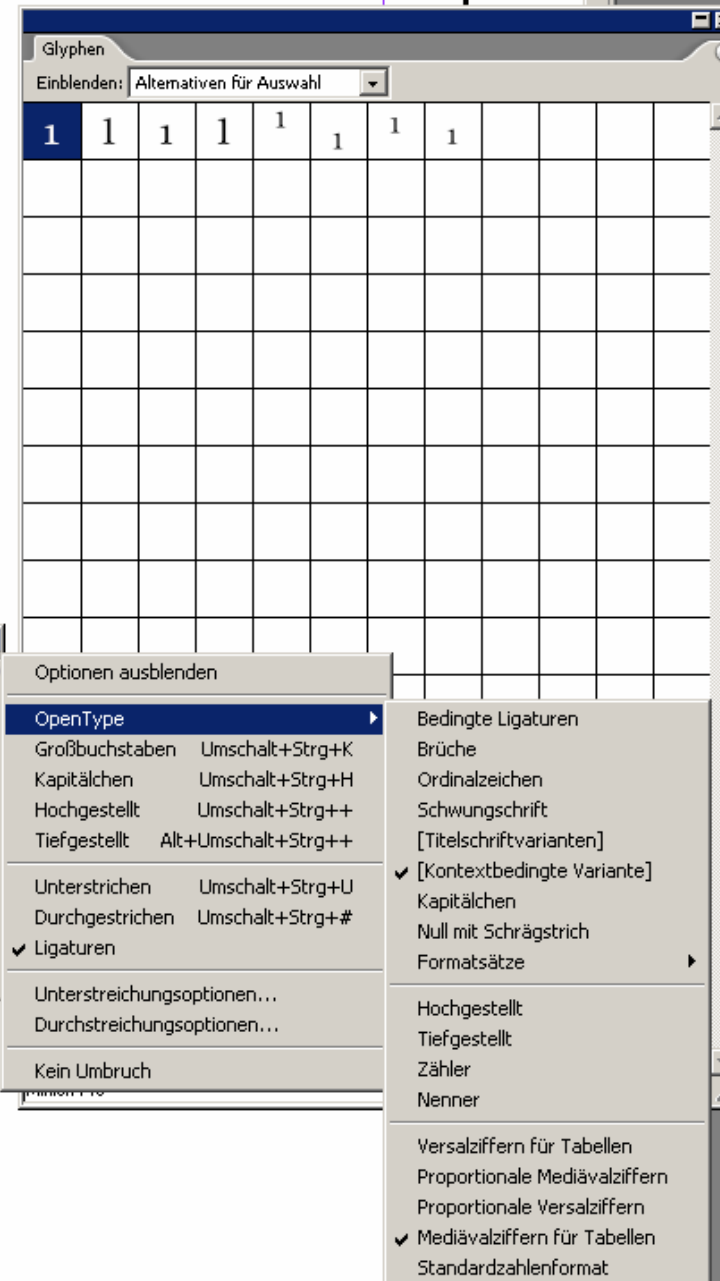 Glyphen
Einblenden: Alternativen für Auswahl
1 1 1 1 1 1 1 1
Optionen ausblenden
OpenType
Großbuchstaben Umschalt+Strg+K
Kapitälchen Umschalt+Strg+H
Hochgestellt Umschalt+Strg++
Tiefgestellt Alt+Umschalt+Strg++
Unterstrichen Umschalt+Strg+U
Durchgestrichen Umschalt+Strg+#
Ligaturen
Unterstreichungsoptionen...
Durchstreichungsoptionen...
Kein Umbruch
Bedingte Ligaturen
Brüche
Ordinalzeichen
Schwungschrift
[Titelschriftvarianten]
[Kontextbedingte Variante]
Kapitälchen
Null mit Schrägstrich
Formatsätze
Hochgestellt
Tiefgestellt
Zähler
Nenner
Versalziffern für Tabellen
Proportionale Mediävalziffern
Proportionale Versalziffern
Mediävalziffern für Tabellen
Standardzahlenformat